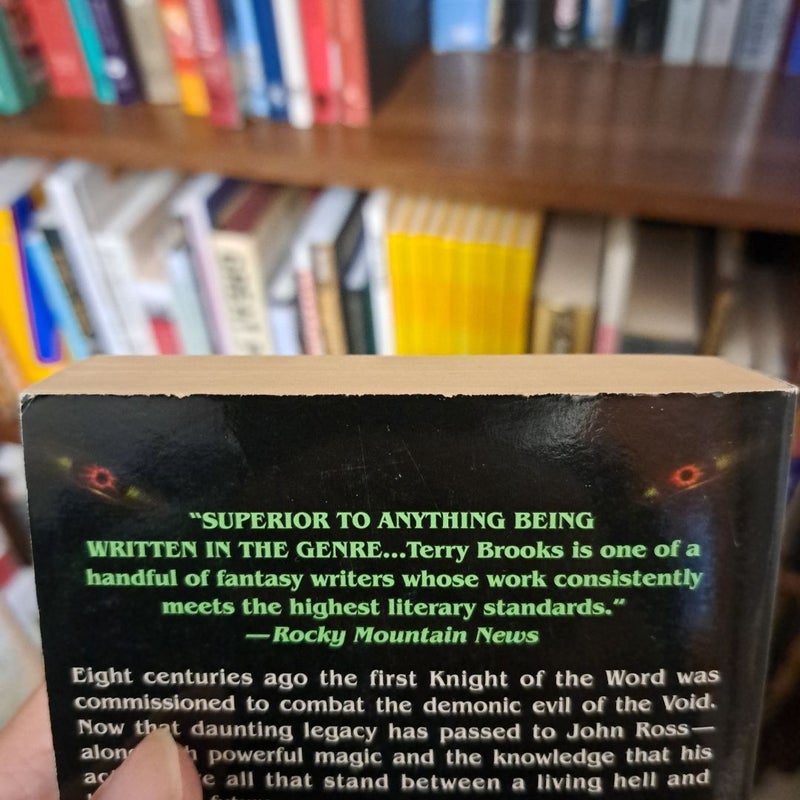 "SUPERIOR TO ANYTHING BEING
WRITTEN IN THE GENRE...Terry Brooks is one of a
handful of fantasy writers whose work consistently
meets the highest literary standards."
—Rocky Mountain News
Eight centuries ago the first Knight of the Word was
commissioned to combat the demonic evil of the Void.
Now that daunting legacy has passed to John Ross—
powerful magic and the knowledge that his
all that stand between a living hell and